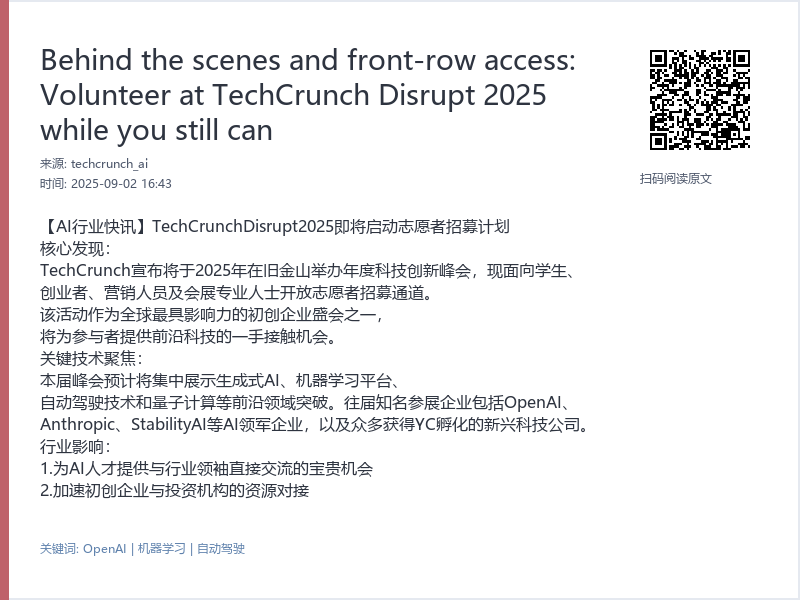 Behind the scenes and front-row access:
Volunteer at TechCrunch Disrupt 2025
while you still can
来源: techcrunch_ai
时间: 2025-09-02 16:43
扫码阅读原文
【AI行业快讯】TechCrunchDisrupt2025即将启动志愿者招募计划
核心发现：
TechCrunch宣布将于2025年在旧金山举办年度科技创新峰会，现面向学生、
创业者、营销人员及会展专业人士开放志愿者招募通道。
该活动作为全球最具影响力的初创企业盛会之一，
将为参与者提供前沿科技的一手接触机会。
关键技术聚焦：
本届峰会预计将集中展示生成式AI、机器学习平台、
自动驾驶技术和量子计算等前沿领域突破。往届知名参展企业包括OpenAI、
Anthropic、StabilityAI等AI领军企业，以及众多获得YC孵化的新兴科技公司。
行业影响：
1.为AI人才提供与行业领袖直接交流的宝贵机会
2.加速初创企业与投资机构的资源对接
关键词: OpenAI | 机器学习 | 自动驾驶